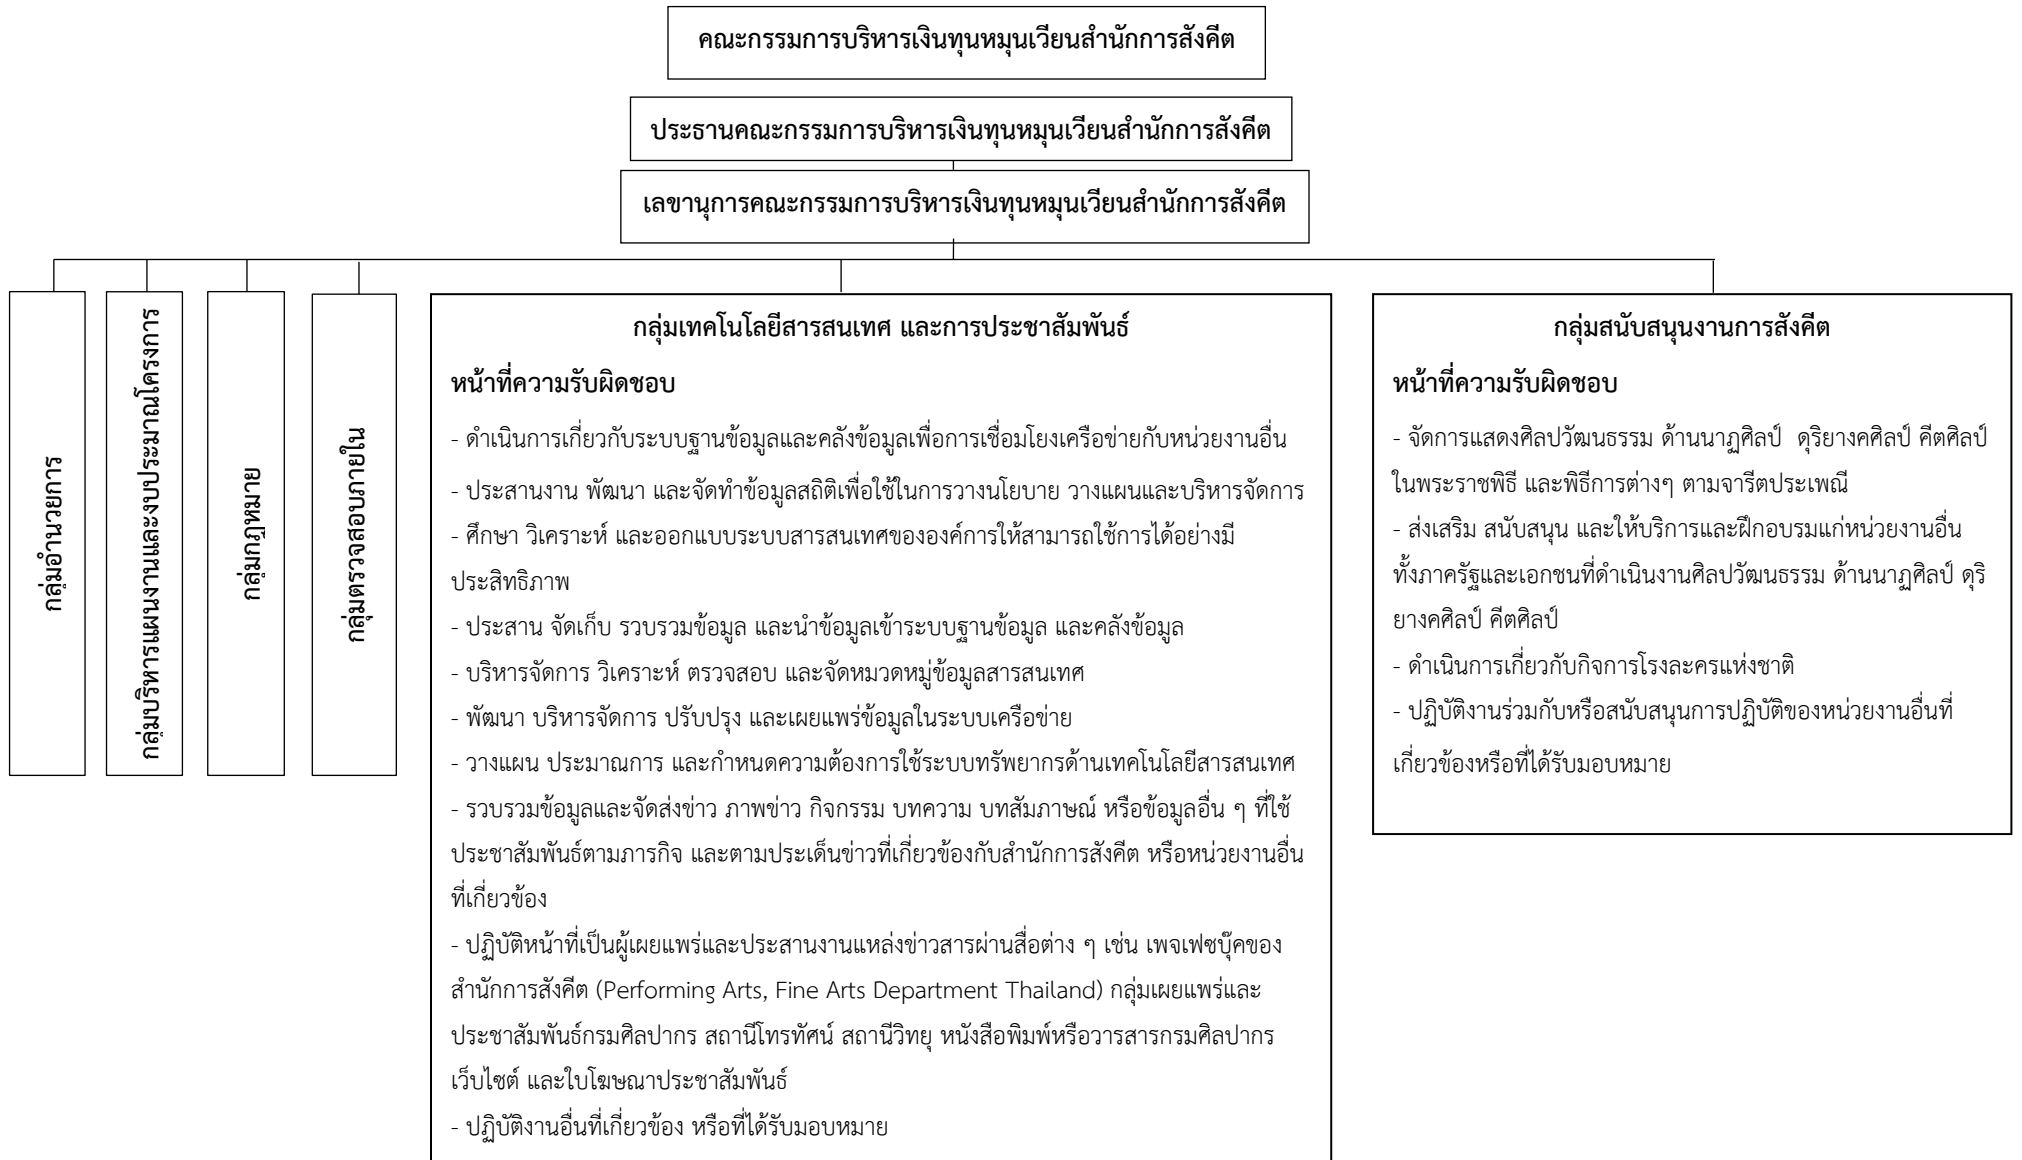 คณะกรรมการบริหารเงินทุนหมุนเวียนสำนักการสังคีต
ประธานคณะกรรมการบริหารเงินทุนหมุนเวียนสำนักการสังคีต
เลขานุการคณะกรรมการบริหารเงินทุนหมุนเวียนสำนักการสังคีต
กลุ่มอำนวยการ
กลุ่มบริหารแผนงานและงบประมาณโครงการ
กลุ่มกฎหมาย
กลุ่มตรวจสอบภายใน
กลุ่มเทคโนโลยีสารสนเทศ และการประชาสัมพันธ์
หน้าที่ความรับผิดชอบ
- ดำเนินการเกี่ยวกับระบบฐานข้อมูลและคลังข้อมูลเพื่อการเชื่อมโยงเครือข่ายกับหน่วยงานอื่น
- ประสานงาน พัฒนา และจัดทำข้อมูลสถิติเพื่อใช้ในการวางนโยบาย วางแผนและบริหารจัดการ
- ศึกษา วิเคราะห์ และออกแบบระบบสารสนเทศขององค์การให้สามารถใช้การได้อย่างมี
ประสิทธิภาพ
- ประสาน จัดเก็บ รวบรวมข้อมูล และนำข้อมูลเข้าระบบฐานข้อมูล และคลังข้อมูล
- บริหารจัดการ วิเคราะห์ ตรวจสอบ และจัดหมวดหมู่ข้อมูลสารสนเทศ
- พัฒนา บริหารจัดการ ปรับปรุง และเผยแพร่ข้อมูลในระบบเครือข่าย
- วางแผน ประมาณการ และกำหนดความต้องการใช้ระบบทรัพยากรด้านเทคโนโลยีสารสนเทศ
- รวบรวมข้อมูลและจัดส่งข่าว ภาพข่าว กิจกรรม บทความ บทสัมภาษณ์ หรือข้อมูลอื่น ๆ ที่ใช้
ประชาสัมพันธ์ตามภารกิจ และตามประเด็นข่าวที่เกี่ยวข้องกับสำนักการสังคีต หรือหน่วยงานอื่น
ที่เกี่ยวข้อง
- ปฏิบัติหน้าที่เป็นผู้เผยแพร่และประสานงานแหล่งข่าวสารผ่านสื่อต่าง ๆ เช่น เพจเฟซบุ๊คของ
สำนักการสังคีต (Performing Arts, Fine Arts Department Thailand) กลุ่มเผยแพร่และ
ประชาสัมพันธ์กรมศิลปากร สถานีโทรทัศน์ สถานีวิทยุ หนังสือพิมพ์หรือวารสารกรมศิลปากร
เว็บไซต์ และใบโฆษณาประชาสัมพันธ์
- ปฏิบัติงานอื่นที่เกี่ยวข้อง หรือที่ได้รับมอบหมาย
กลุ่มสนับสนุนงานการสังคีต
หน้าที่ความรับผิดชอบ
- จัดการแสดงศิลปวัฒนธรรม ด้านนาฏศิลป์ ดุริยางคศิลป์ คีตศิลป์
ในพระราชพิธี และพิธีการต่างๆ ตามจารีตประเพณี
- ส่งเสริม สนับสนุน และให้บริการและฝึกอบรมแก่หน่วยงานอื่น
ทั้งภาครัฐและเอกชนที่ดำเนินงานศิลปวัฒนธรรม ด้านนาฏศิลป์ ดุริ
ยางคศิลป์ คีตศิลป์
- ดำเนินการเกี่ยวกับกิจการโรงละครแห่งชาติ
- ปฏิบัติงานร่วมกับหรือสนับสนุนการปฏิบัติของหน่วยงานอื่นที่
เกี่ยวข้องหรือที่ได้รับมอบหมาย